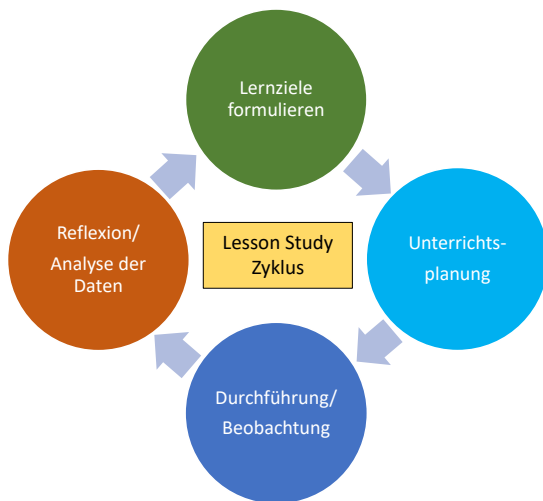 Lernziele
formulieren
Unterrichts-
planung
Durchführung/
Beobachtung
Reflexion/
Analyse der
Daten
Lesson Study
Zyklus